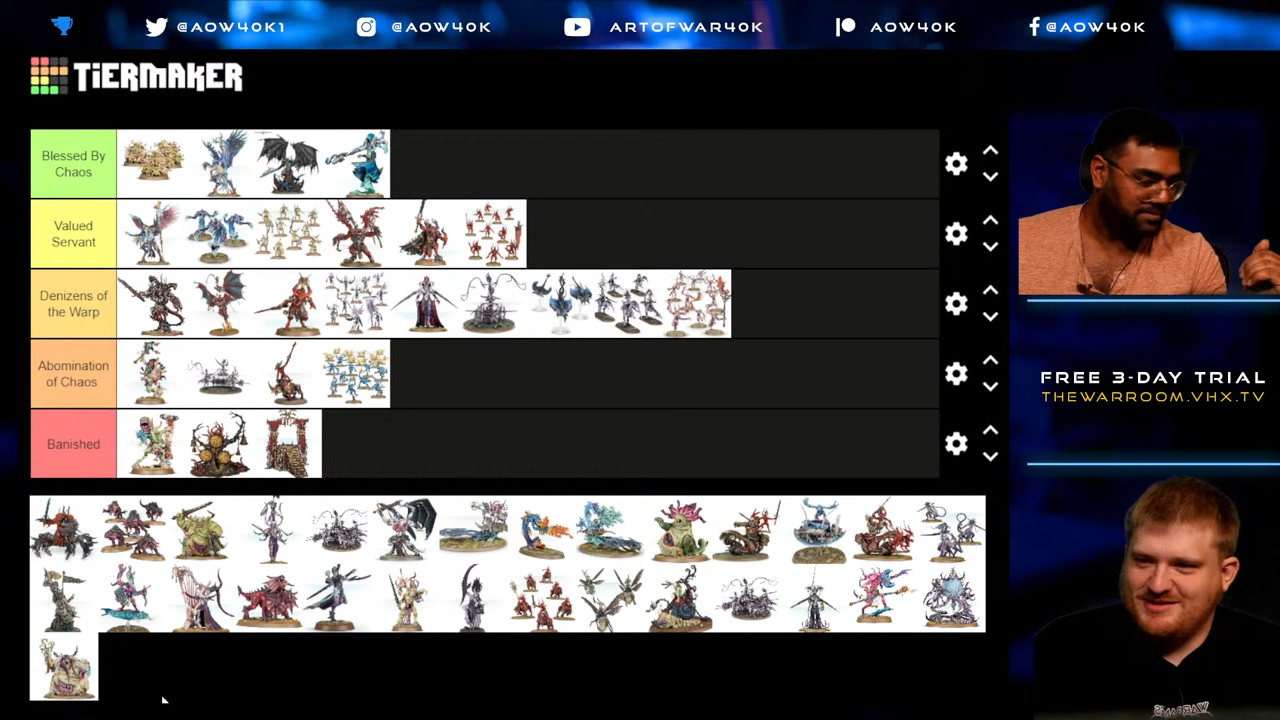 @AOW40K1 @AOW40K ARTOFWAR40K AOW40K @AOW40K
TiERMAKER
Blessed By
Chaos
Valued
Servant
Denizens of
the Warp
Abomination
of Chaos
Banished
FREE 3-DAY TRIAL
THEWARROOM.VHX.TV